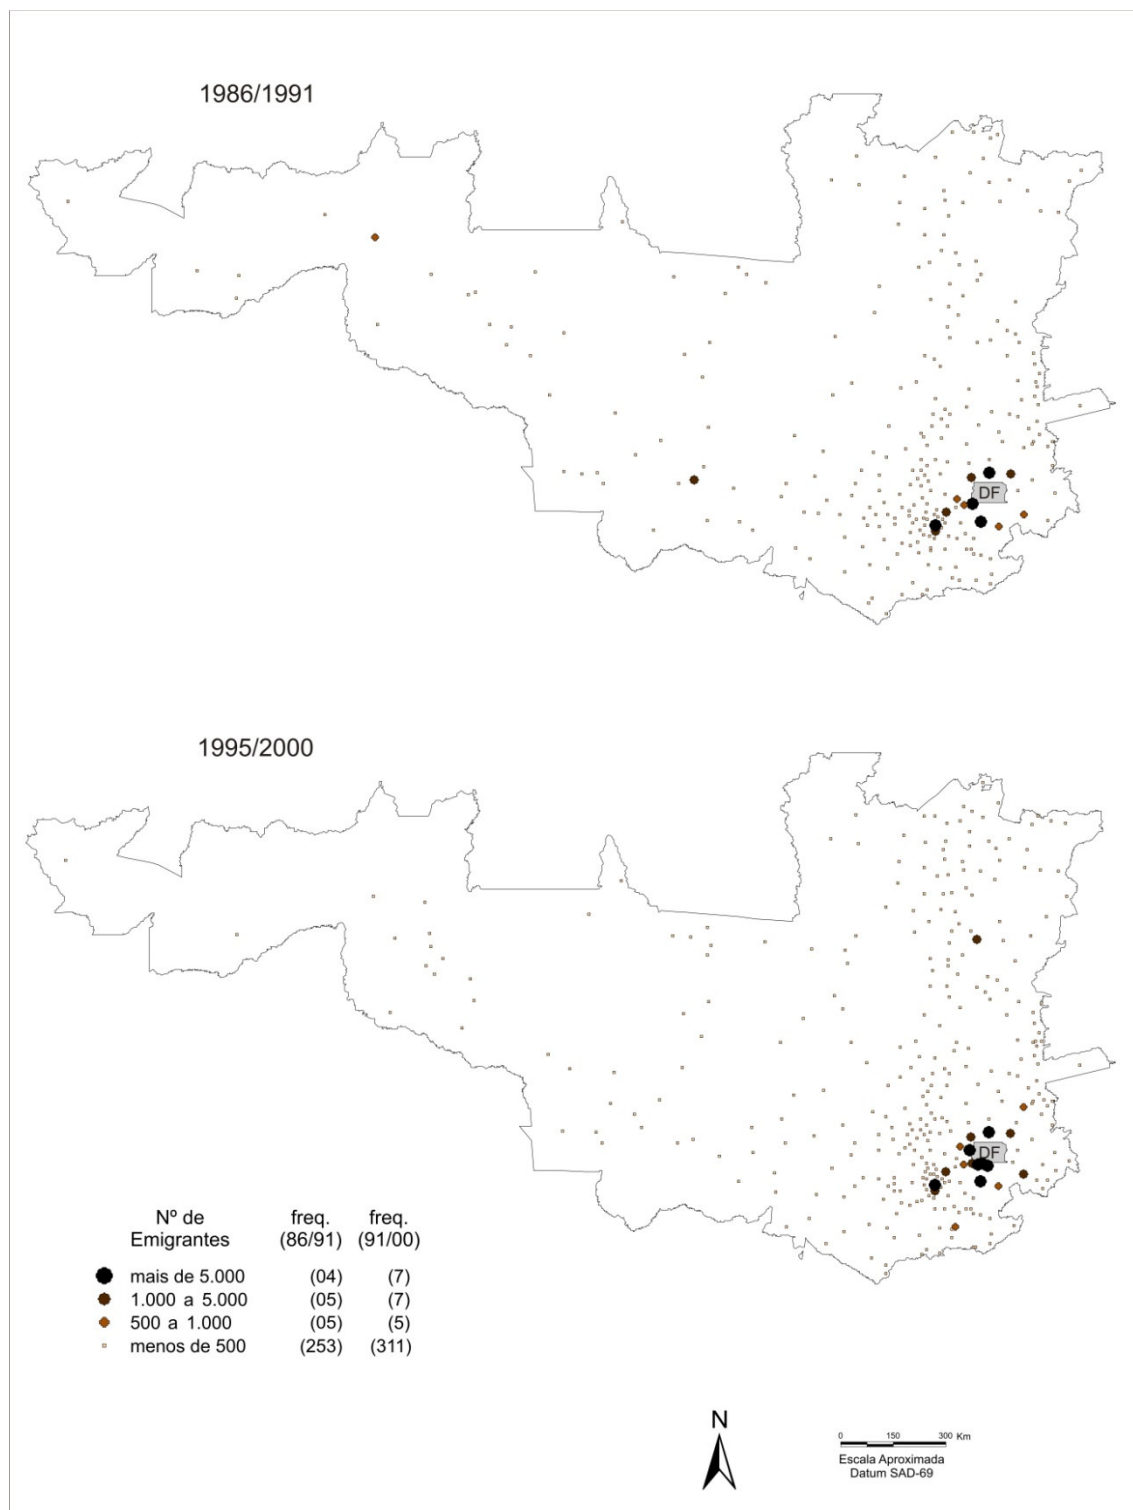 1986/1991
DF
1995/2000
DF
Nº de freq. freq.
Emigrantes (86/91) (91/00)
mais de 5.000 (04) (7)
1.000 a 5.000 (05) (7)
500 a 1.000 (05) (5)
menos de 500 (253) (311)
N
0 150 300 Km
Escala Aproximada
Datum SAD-69